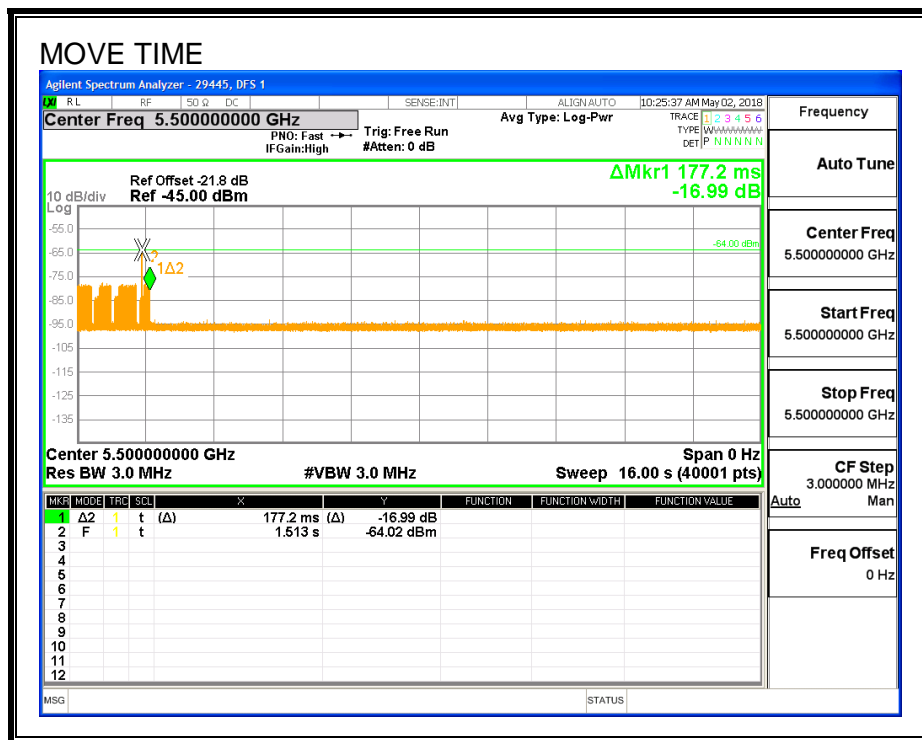 MOVE TIME
Agilent Spectrum Analyzer - 29445, DFS 1
LXI RL RF 50 Ω DC SENSE:INT ALIGN AUTO 10:25:37 AM May 02, 2018
Center Freq 5.500000000 GHz Avg Type: Log-Pwr TRACE 1 2 3 4 5 6
PNO: Fast Trig: Free Run TYPE W
IFGain:High #Atten: 0 dB DET P N N N N N
Ref Offset -21.8 dB ΔMkr1 177.2 ms
10 dB/div Ref -45.00 dBm -16.99 dB
Log
-55.0
-64.00 dBm
-65.0
2
1Δ2
-75.0
-85.0
-95.0
-105
-115
-125
-135
Center 5.500000000 GHz Span 0 Hz
Res BW 3.0 MHz #VBW 3.0 MHz Sweep 16.00 s (40001 pts)
MKR MODE TRC SCL X Y FUNCTION FUNCTION WIDTH FUNCTION VALUE
1 Δ2 1 t (Δ) 177.2 ms (Δ) -16.99 dB
2 F 1 t 1.513 s -64.02 dBm
3
4
5
6
7
8
9
10
11
12
MSG STATUS
Frequency
Auto Tune
Center Freq
5.500000000 GHz
Start Freq
5.500000000 GHz
Stop Freq
5.500000000 GHz
CF Step
3.000000 MHz
Auto Man
Freq Offset
0 Hz